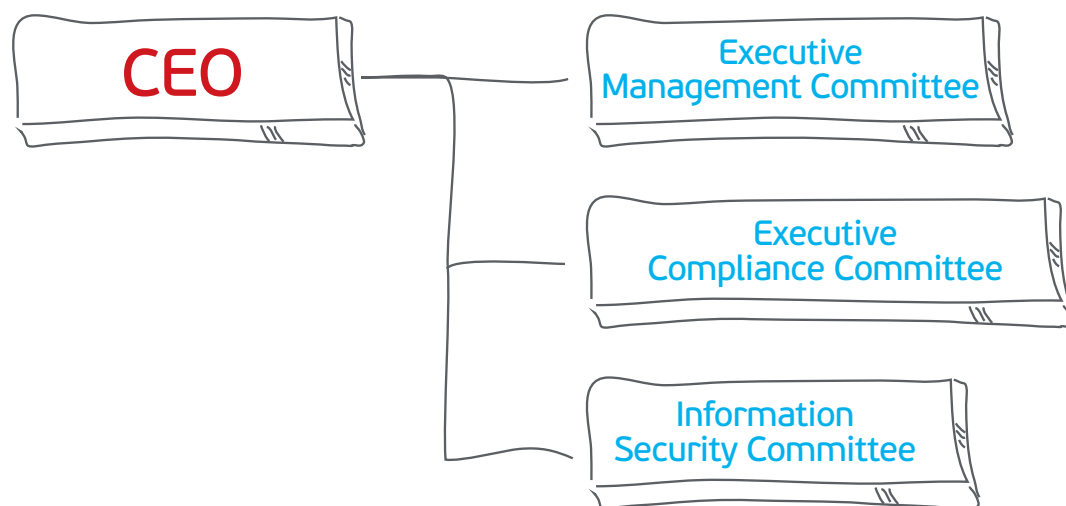 CEO
Executive
Management Committee
Executive
Compliance Committee
Information
Security Committee